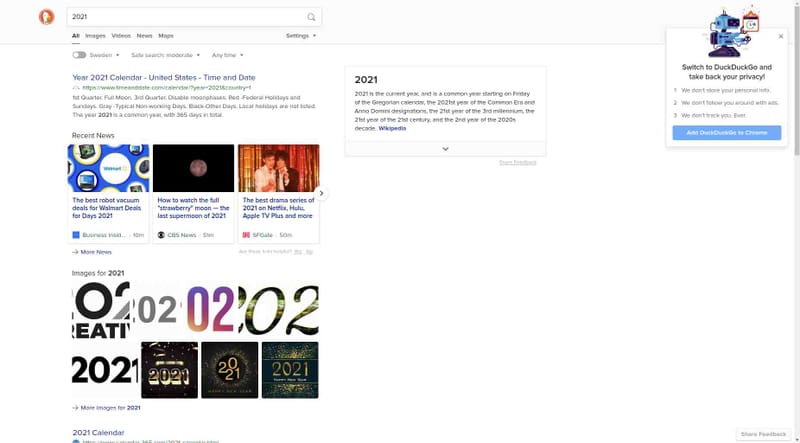 2021
All Images Videos News Maps Settings
Sweden Safe search: moderate Any time
Year 2021 Calendar - United States - Time and Date
https://www.timeanddate.com/calendar/?year=2021&country=1
1st Quarter. Full Moon. 3rd Quarter. Disable moonphases. Red -Federal Holidays and
Sundays. Gray -Typical Non-working Days. Black-Other Days. Local holidays are not listed.
The year 2021 is a common year, with 365 days in total.
Recent News
The best robot vacuum
deals for Walmart Deals
for Days 2021
Business Insid... 10m
How to watch the full
"strawberry" moon — the
last supermoon of 2021
CBS News 51m
The best drama series of
2021 on Netflix, Hulu,
Apple TV Plus and more
SFGate 50m
More News
Are these links helpful? Yes No
Images for 2021
2021
2021
2021
More Images for 2021
2021 Calendar
2021
2021 is the current year, and is a common year starting on Friday
of the Gregorian calendar, the 2021st year of the Common Era and
Anno Domini designations, the 21st year of the 3rd millennium, the
21st year of the 21st century, and the 2nd year of the 2020s
decade. Wikipedia
Share Feedback
Switch to DuckDuckGo and
take back your privacy!
1 We don't store your personal info.
2 We don't follow you around with ads.
3 We don't track you. Ever.
Add DuckDuckGo to Chrome
Share Feedback